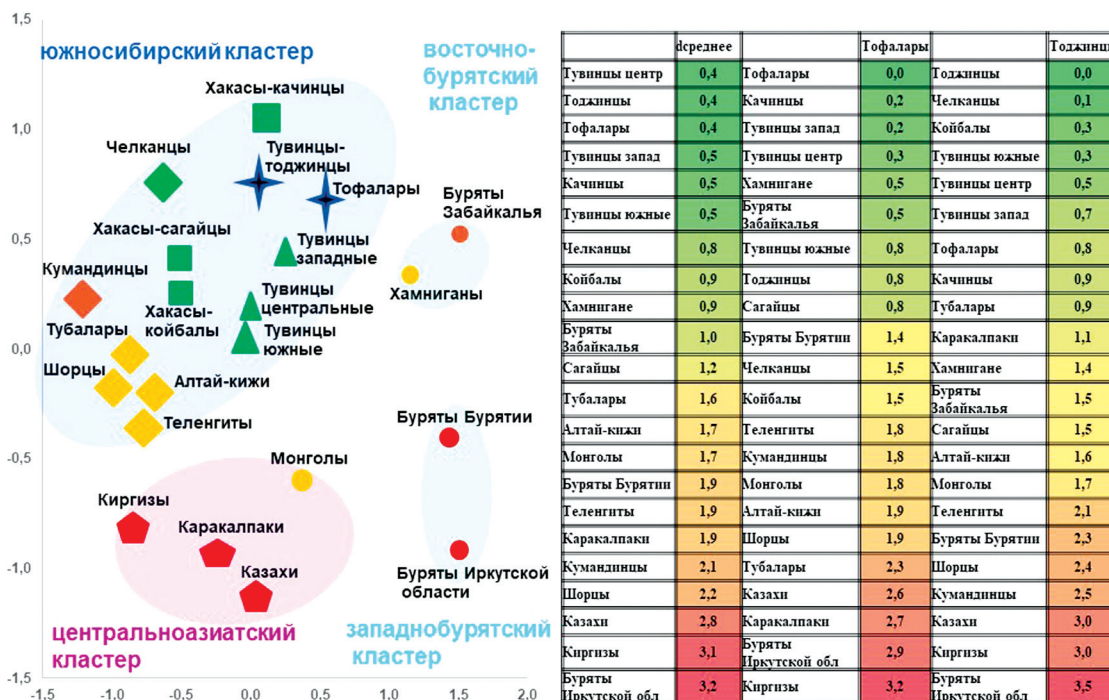 1,5
1,0
0,5
0,0
-0,5
-1,0
-1,5
-1,5
-1,0
-0,5
0,0
0,5
1,0
1,5
2.0
южносибирский кластер
восточно-
бурятский
кластер
Хакасы-качинцы
Челканцы
Тувинцы-
тоджинцы
Тофалары
Буряты
Забайкалья
Хакасы-сагайцы
Тувинцы
западные
Кумандинцы
Хамниганы
Тувинцы
центральные
Хакасы-
койбалы
Тубалары
Тувинцы
южные
Шорцы
Алтай-кижи
Теленгиты
Буряты Бурятии
Монголы
Киргизы
Каракалпаки
Казахи
Буряты Иркутской
области
центральноазиатский
кластер
западнобурятский
кластер
dсреднее Тофалары Тоджинцы
Тувинцы центр 0,4 Тофалары 0,0 Тоджинцы 0,0
Тоджинцы 0,4 Качинцы 0,2 Челканцы 0,1
Тофалары 0,4 Тувинцы запад 0,2 Койбалы 0,3
Тувинцы запад 0,5 Тувинцы центр 0,3 Тувинцы южные 0,3
Качинцы 0,5 Хамнигане 0,5 Тувинцы центр 0,5
Тувинцы южные 0,5 Буряты Забайкалья 0,5 Тувинцы запад 0,7
Челканцы 0,8 Тувинцы южные 0,8 Тофалары 0,8
Койбалы 0,9 Тоджинцы 0,8 Качинцы 0,9
Хамнигане 0,9 Сагайцы 0,8 Тубалары 0,9
Буряты Забайкалья 1,0 Буряты Бурятии 1,4 Каракалпаки 1,1
Сагайцы 1,2 Челканцы 1,5 Хамнигане 1,4
Тубалары 1,6 Койбалы 1,5 Буряты Забайкалья 1,5
Алтай-кижи 1,7 Теленгиты 1,8 Сагайцы 1,5
Монголы 1,7 Кумандинцы 1,8 Алтай-кижи 1,6
Буряты Бурятии 1,9 Монголы 1,8 Монголы 1,7
Теленгиты 1,9 Алтай-кижи 1,9 Теленгиты 2,1
Каракалпаки 1,9 Шорцы 1,9 Буряты Бурятии 2,3
Кумандинцы 2,1 Тубалары 2,3 Шорцы 2,4
Шорцы 2,2 Казахи 2,6 Кумандинцы 2,5
Казахи 2,8 Каракалпаки 2,7 Казахи 3,0
Киргизы 3,1 Буряты Иркутской обл 2,9 Киргизы 3,0
Буряты Иркутской обл 3,2 Киргизы 3,2 Буряты Иркутской обл 3,5